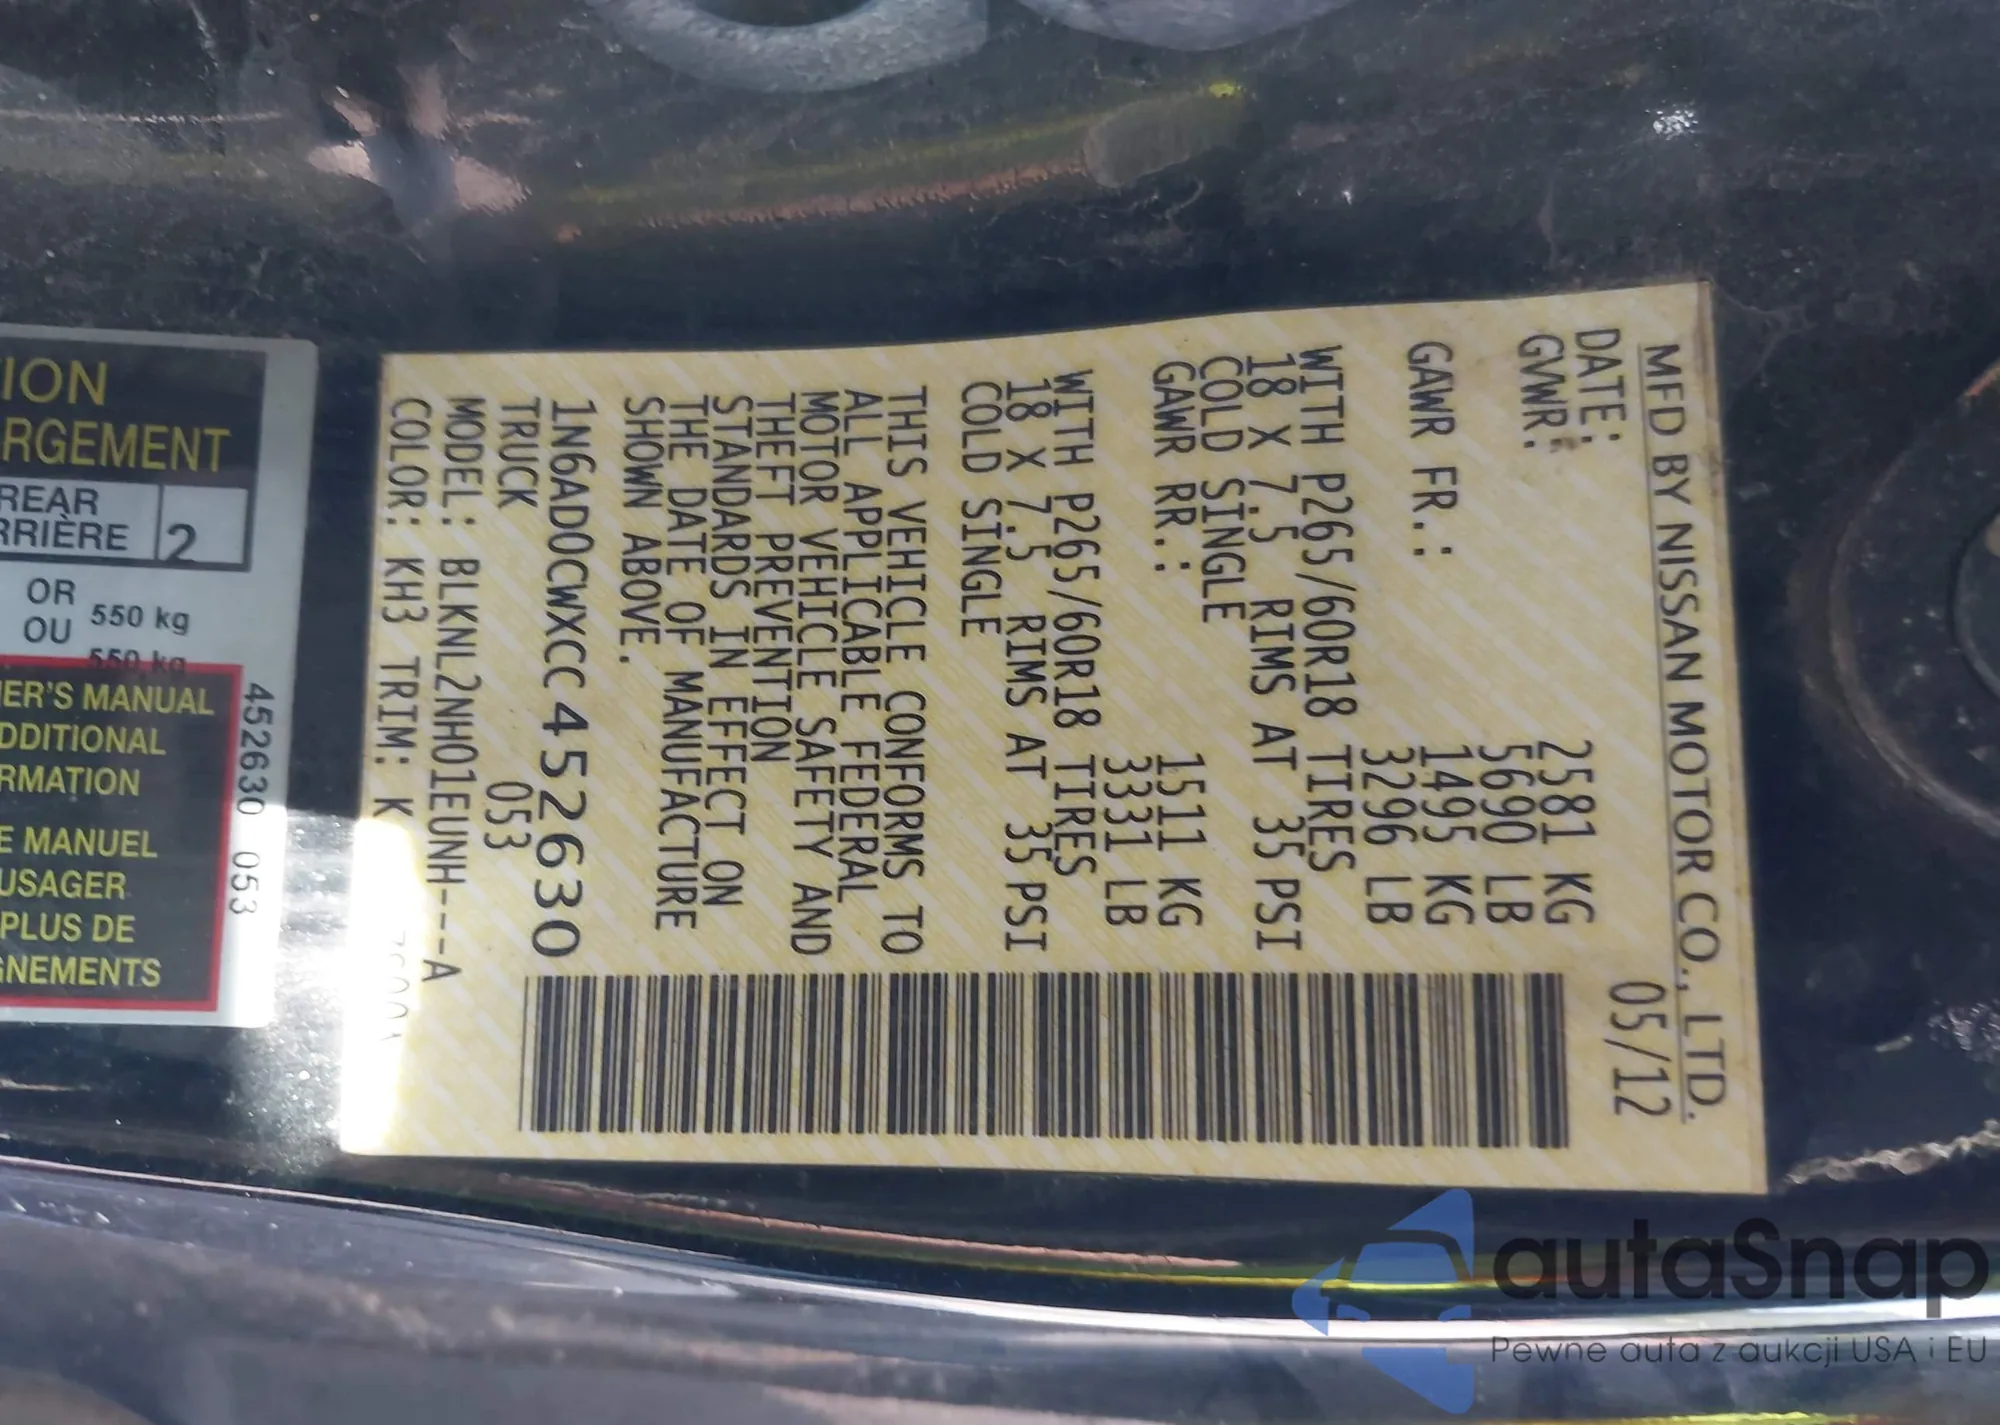 MFD BY NISSAN MOTOR CO., LTD.
DATE: 05/12
GVWR: 2581 KG
5690 LB
GAWR FR.: 1495 KG
3296 LB
WITH P265/60R18 TIRES
18 X 7.5 RIMS AT 35 PSI
COLD SINGLE
GAWR RR.: 1511 KG
3331 LB
WITH P265/60R18 TIRES
18 X 7.5 RIMS AT 35 PSI
COLD SINGLE
THIS VEHICLE CONFORMS TO
ALL APPLICABLE FEDERAL
MOTOR VEHICLE SAFETY AND
THEFT PREVENTION
STANDARDS IN EFFECT ON
THE DATE OF MANUFACTURE
SHOWN ABOVE.
1N6AD0CWXCC452630
TRUCK 053
MODEL: BLKNL2NH01EUNH---A
COLOR: KH3 TRIM: K
ION
RGEMENT
REAR
RRIÈRE 2
OR
OU
550 kg
550 kg
NER'S MANUAL
DDITIONAL
RMATION
E MANUEL
USAGER
PLUS DE
GNEMENTS
452630 053
autaSnap
Pewne auta z aukcji USA i EU